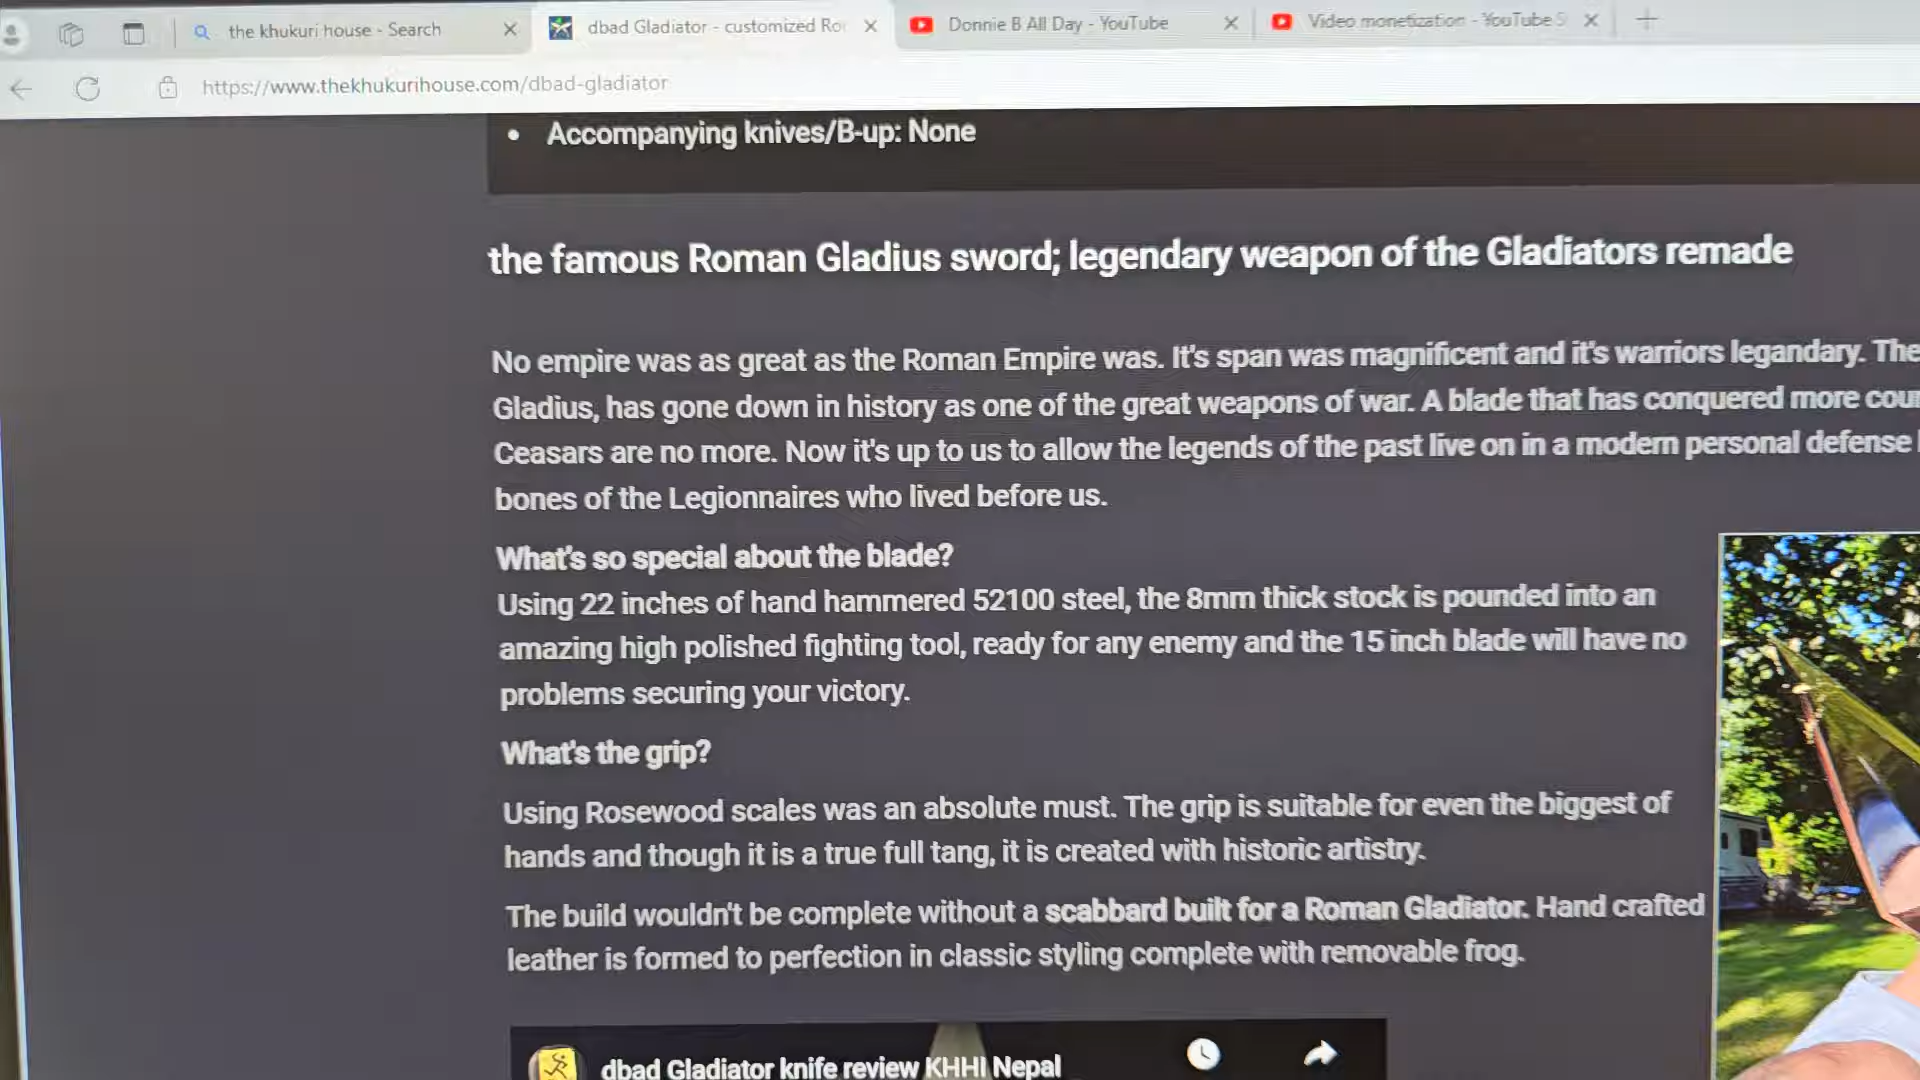 the khukuri house - Search
dbad Gladiator - customized Ro
Donnie B All Day - YouTube
Video monetization - YouTube S
https://www.thekhukurihouse.com/dbad-gladiator
• Accompanying knives/B-up: None
the famous Roman Gladius sword; legendary weapon of the Gladiators remade
No empire was as great as the Roman Empire was. It's span was magnificent and it's warriors legandary. The
Gladius, has gone down in history as one of the great weapons of war. A blade that has conquered more cou
Ceasars are no more. Now it's up to us to allow the legends of the past live on in a modern personal defense
bones of the Legionnaires who lived before us.
What's so special about the blade?
Using 22 inches of hand hammered 52100 steel, the 8mm thick stock is pounded into an
amazing high polished fighting tool, ready for any enemy and the 15 inch blade will have no
problems securing your victory.
What's the grip?
Using Rosewood scales was an absolute must. The grip is suitable for even the biggest of
hands and though it is a true full tang, it is created with historic artistry.
The build wouldn't be complete without a scabbard built for a Roman Gladiator. Hand crafted
leather is formed to perfection in classic styling complete with removable frog.
dbad Gladiator knife review KHHI Nepal